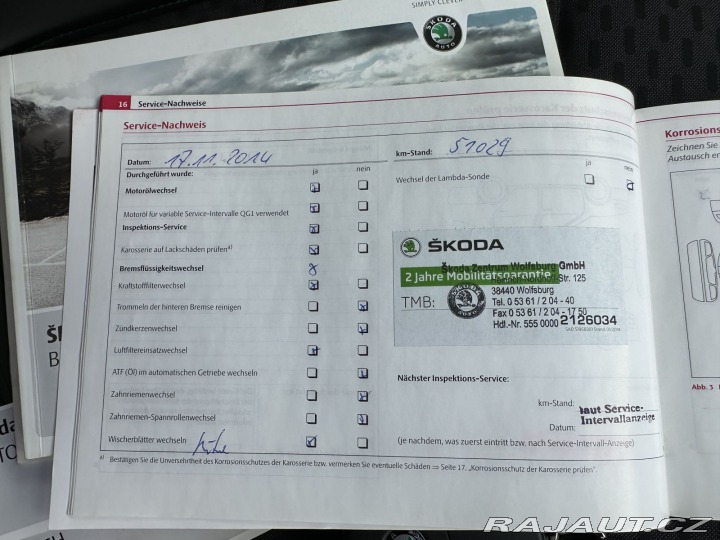 SIMPLY CLEVER
ŠKODA
AUTO
16 Service-Nachweise
Service-Nachweis
Datum: 17.11.2014
km-Stand: 51029
Durchgeführt wurde: ja nein
ja nein
Motorölwechsel
Wechsel der Lambda-Sonde
Motoröl für variable Service-Intervalle QG1 verwendet
Inspektions-Service
Karosserie auf Lackschäden prüfen a)
Bremsflüssigkeitswechsel
Kraftstofffilterwechsel
Trommeln der hinteren Bremse reinigen
Zündkerzenwechsel
Luftfiltereinsatzwechsel
ATF (Öl) im automatischen Getriebe wechseln
Zahnriemenwechsel
Zahnriemen-Spannrollenwechsel
Wischerblätter wechseln
ŠKODA
Skoda Zentrum Wolfsburg GmbH
2 Jahre Mobilitätsgarantie
Str. 125
38440 Wolfsburg
TMB:
Tel. 0 53 61 / 2 04 - 40
Fax 0 53 61 / 2 04 - 17 50
Hdl.-Nr. 555 0000 2126034
Nächster Inspektions-Service:
km-Stand:
laut Service-
Intervallanzeige
Datum:
(je nachdem, was zuerst eintritt bzw. nach Service-Intervall-Anzeige)
a) Bestätigen Sie die Unversehrtheit des Korrosionsschutzes der Karosserie bzw. vermerken Sie eventuelle Schäden ⇒ Seite 17, „Korrosionsschutz der Karosserie prüfen“.
Korrosions
Zeichnen Sie
Austausch er
Abb. 3
RAJAUT.CZ